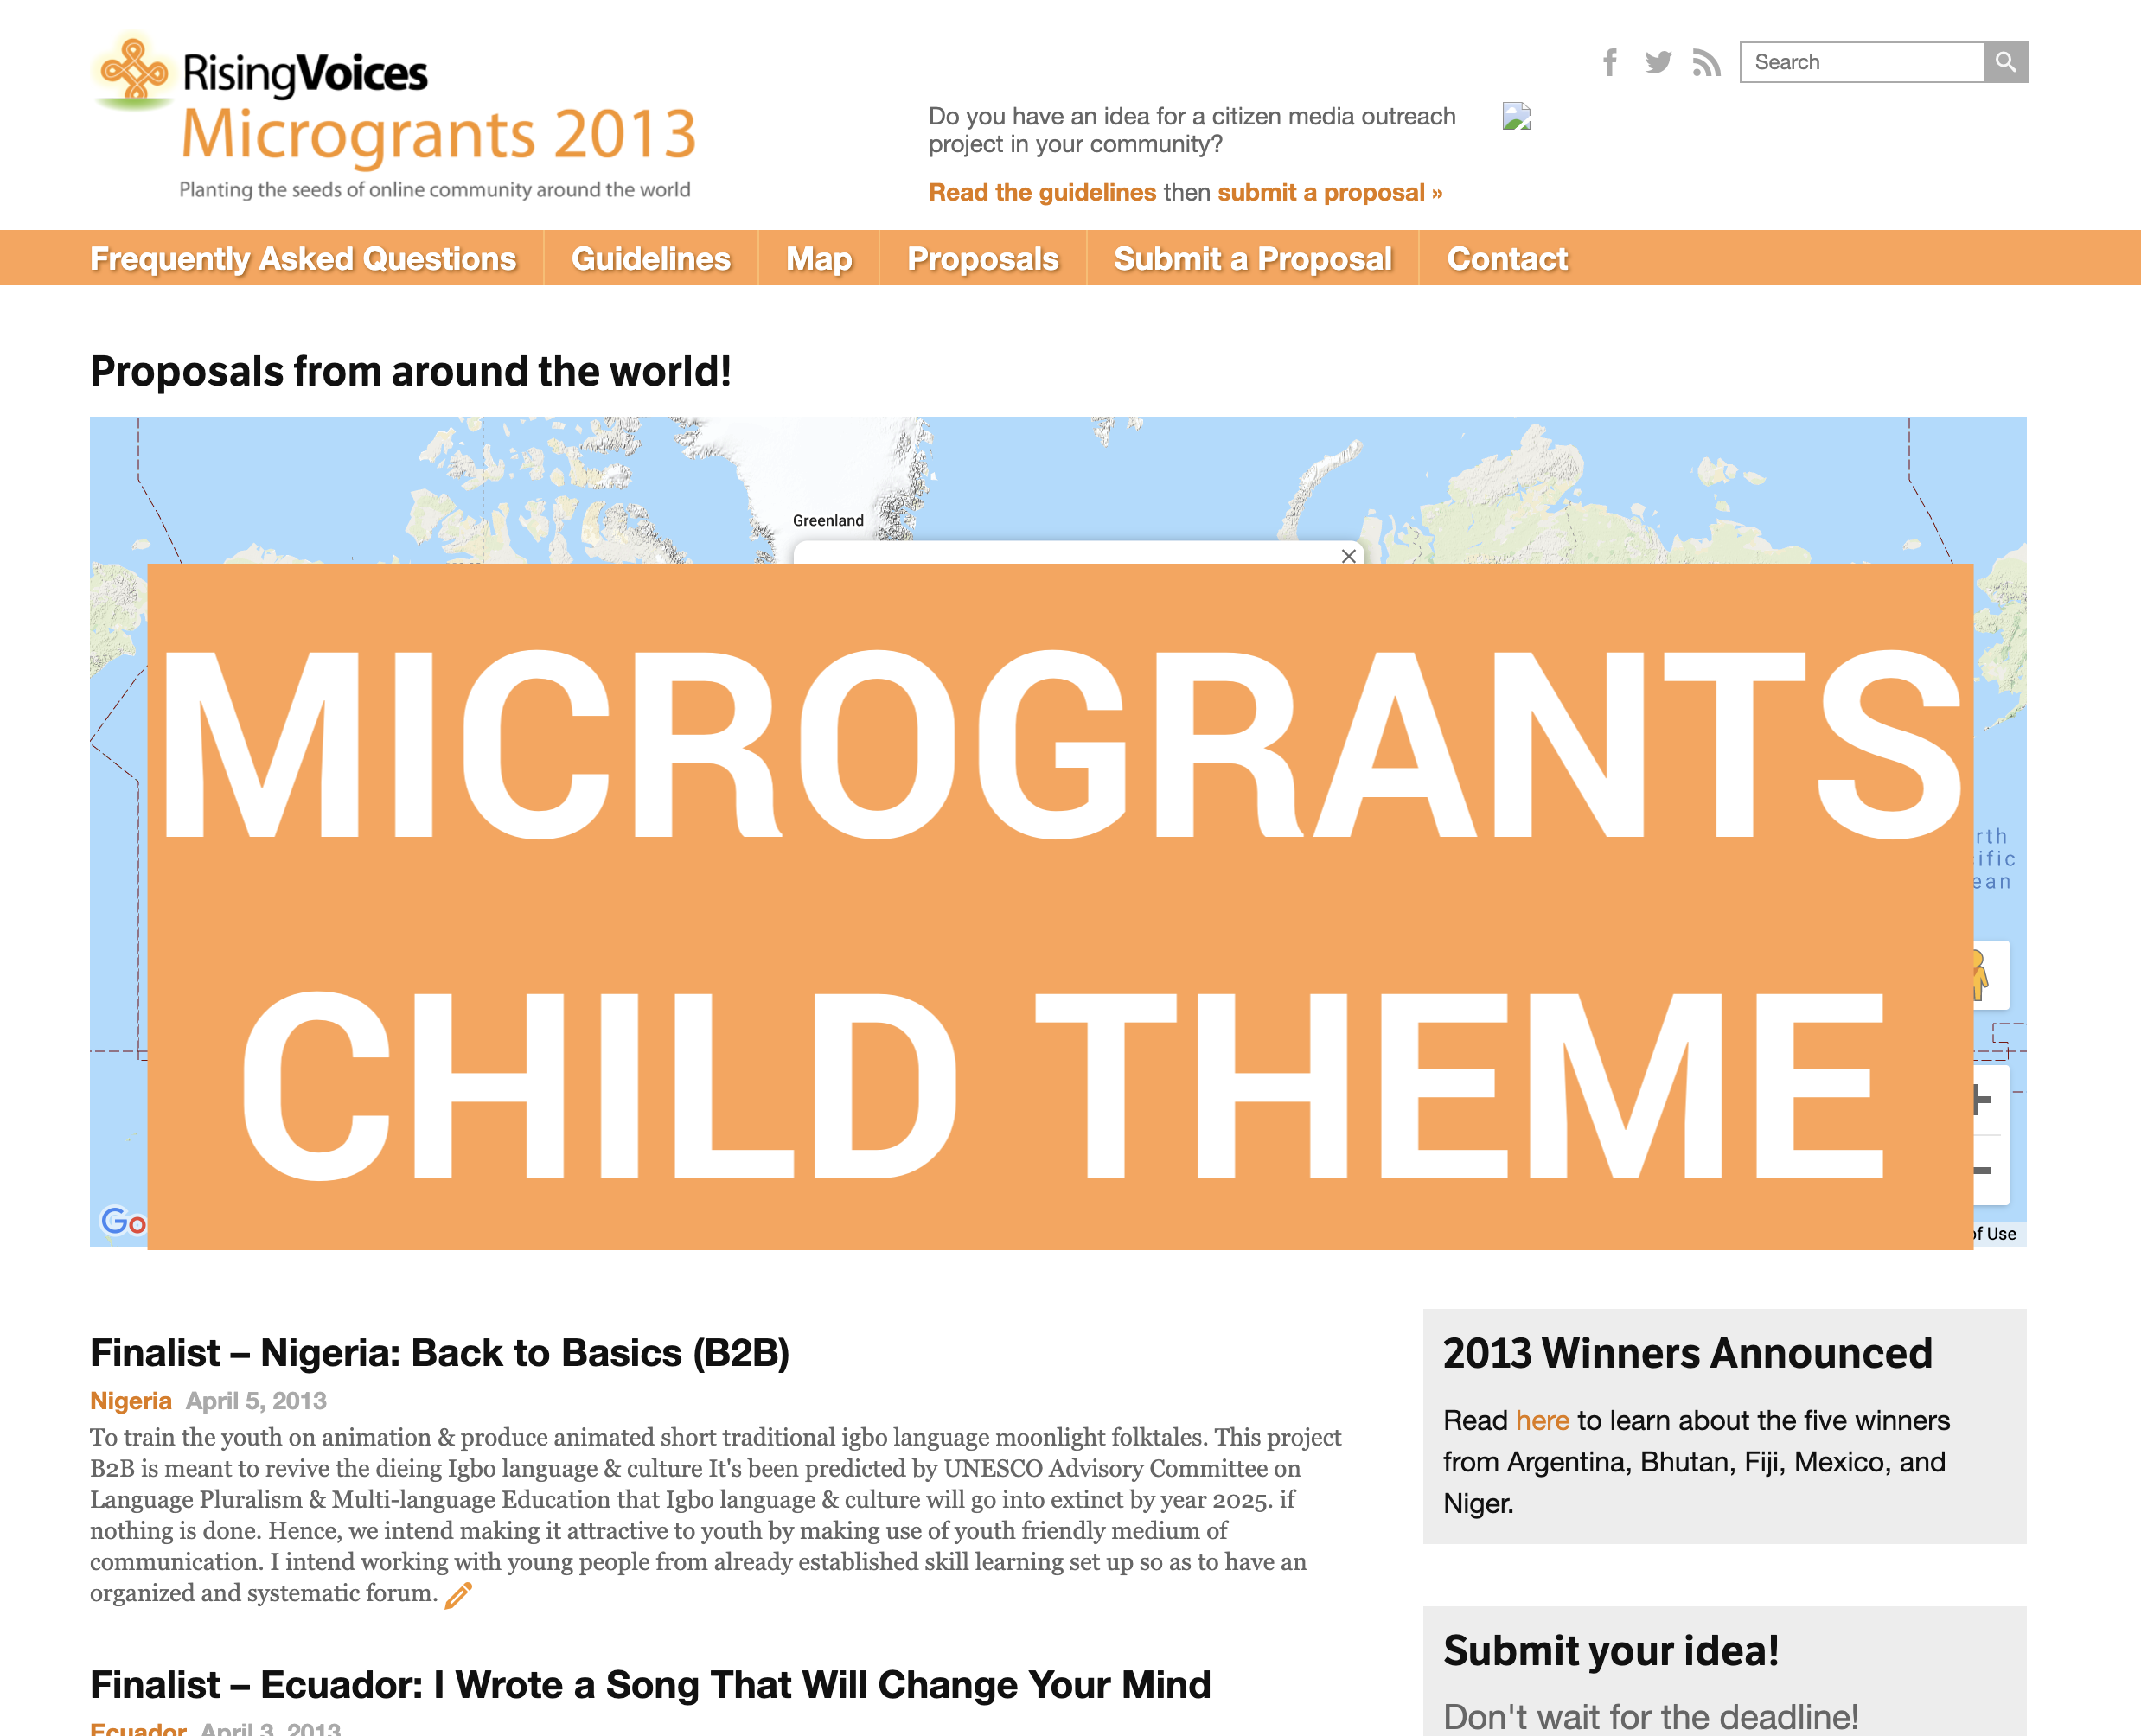 RisingVoices
Microgrants 2013
Planting the seeds of online community around the world
Search
Do you have an idea for a citizen media outreach
project in your community?
Read the guidelines then submit a proposal »
Frequently Asked Questions
Guidelines
Map
Proposals
Submit a Proposal
Contact
Proposals from around the world!
Greenland
MICROGRANTS
CHILD THEME
rth
ific
ean
Go
of Use
Finalist – Nigeria: Back to Basics (B2B)
Nigeria April 5, 2013
To train the youth on animation & produce animated short traditional igbo language moonlight folktales. This project
B2B is meant to revive the dieing Igbo language & culture It's been predicted by UNESCO Advisory Committee on
Language Pluralism & Multi-language Education that Igbo language & culture will go into extinct by year 2025. if
nothing is done. Hence, we intend making it attractive to youth by making use of youth friendly medium of
communication. I intend working with young people from already established skill learning set up so as to have an
organized and systematic forum.
Finalist – Ecuador: I Wrote a Song That Will Change Your Mind
Ecuador April 3, 2013
2013 Winners Announced
Read here to learn about the five winners
from Argentina, Bhutan, Fiji, Mexico, and
Niger.
Submit your idea!
Don't wait for the deadline!